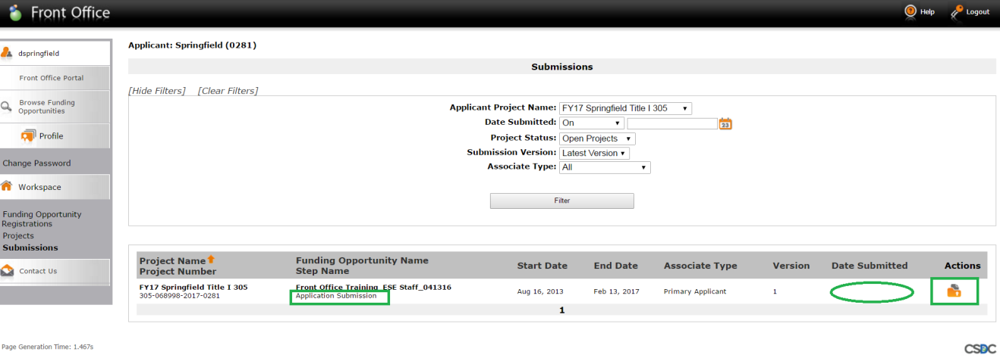 Front Office
Help
Logout
dspringfield
Front Office Portal
Browse Funding
Opportunities
Profile
Change Password
Workspace
Funding Opportunity
Registrations
Projects
Submissions
Contact Us
Applicant: Springfield (0281)
Submissions
[Hide Filters] [Clear Filters]
Applicant Project Name: FY17 Springfield Title I 305
Date Submitted: On 23
Project Status: Open Projects
Submission Version: Latest Version
Associate Type: All
Filter
Project Name Funding Opportunity Name
Project Number Step Name Start Date End Date Associate Type Version Date Submitted Actions
FY17 Springfield Title I 305 Front Office Training_ESE Staff_041316
305-068998-2017-0281 Application Submission Aug 16, 2013 Feb 13, 2017 Primary Applicant 1
1
Page Generation Time: 1.467s
CSDC